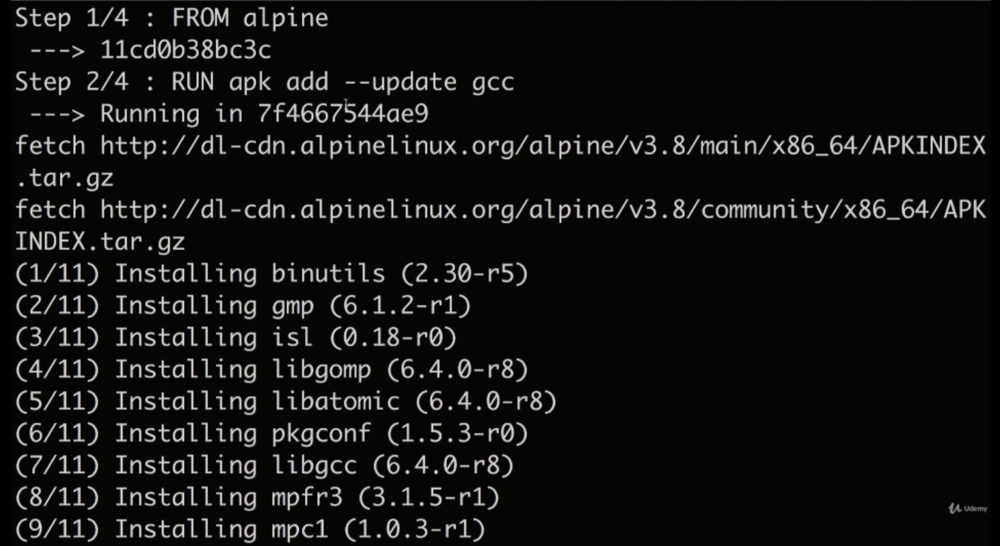 Step 1/4 : FROM alpine
 ---> 11cd0b38bc3c
Step 2/4 : RUN apk add --update gcc
 ---> Running in 7f4667544ae9
fetch http://dl-cdn.alpinelinux.org/alpine/v3.8/main/x86_64/APKINDEX
.tar.gz
fetch http://dl-cdn.alpinelinux.org/alpine/v3.8/community/x86_64/APK
INDEX.tar.gz
(1/11) Installing binutils (2.30-r5)
(2/11) Installing gmp (6.1.2-r1)
(3/11) Installing isl (0.18-r0)
(4/11) Installing libgomp (6.4.0-r8)
(5/11) Installing libatomic (6.4.0-r8)
(6/11) Installing pkgconf (1.5.3-r0)
(7/11) Installing libgcc (6.4.0-r8)
(8/11) Installing mpfr3 (3.1.5-r1)
(9/11) Installing mpc1 (1.0.3-r1)
Udemy